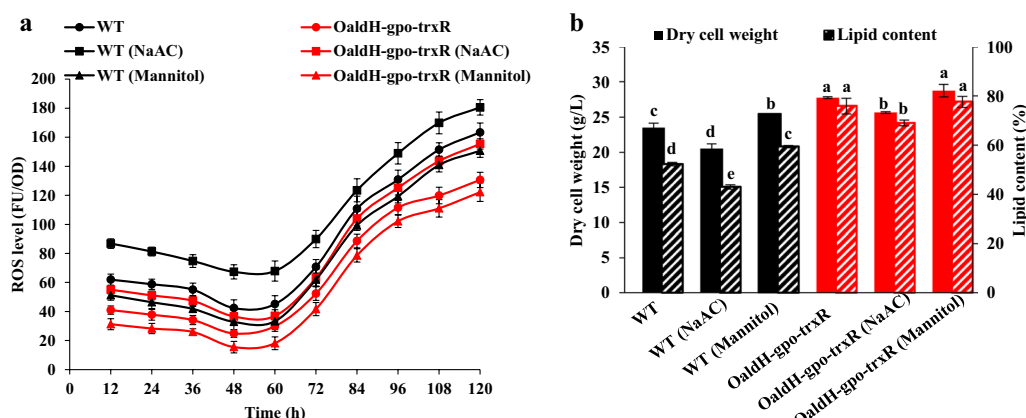 a
WT
OaldH-gpo-trxR
WT (NaAC)
OaldH-gpo-trxR (NaAC)
WT (Mannitol)
OaldH-gpo-trxR (Mannitol)
ROS level (FU/OD)
200
180
160
140
120
100
80
60
40
20
0
0 12 24 36 48 60 72 84 96 108 120
Time (h)
b
Dry cell weight
Lipid content
Dry cell weight (g/L)
35
30
25
20
15
10
5
0
c d d e b c a a b b a a
100
80
60
40
20
0
Lipid content (%)
WT
WT (NaAC)
WT (Mannitol)
OaldH-gpo-trxR
OaldH-gpo-trxR (NaAC)
OaldH-gpo-trxR (Mannitol)